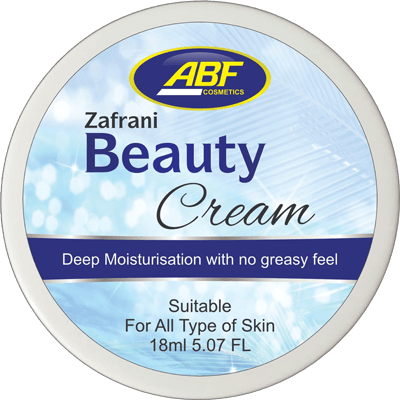 ABF
COSMETICS
Zafrani
Beauty
Cream
Deep Moisturisation with no greasy feel
Suitable
For All Type of Skin
18ml 5.07 FL